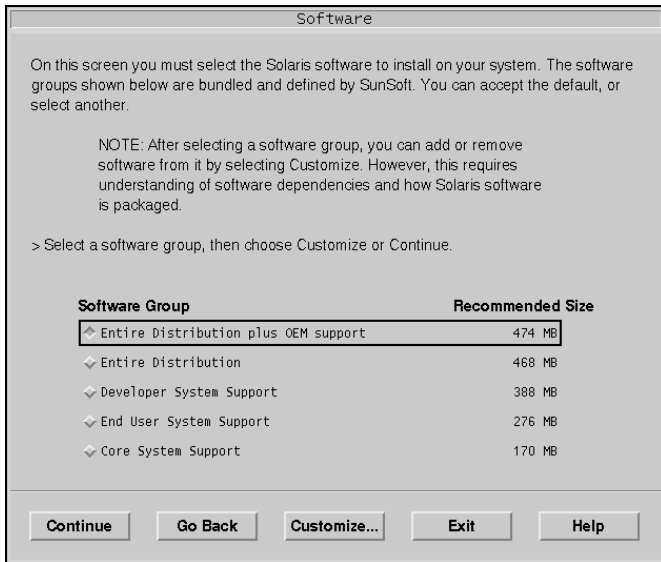 Software
On this screen you must select the Solaris software to install on your system. The software
groups shown below are bundled and defined by SunSoft. You can accept the default, or
select another.
NOTE: After selecting a software group, you can add or remove
software from it by selecting Customize. However, this requires
understanding of software dependencies and how Solaris software
is packaged.
> Select a software group, then choose Customize or Continue.
Software Group Recommended Size
Entire Distribution plus OEM support 474 MB
Entire Distribution 468 MB
Developer System Support 388 MB
End User System Support 276 MB
Core System Support 170 MB
Continue Go Back Customize... Exit Help